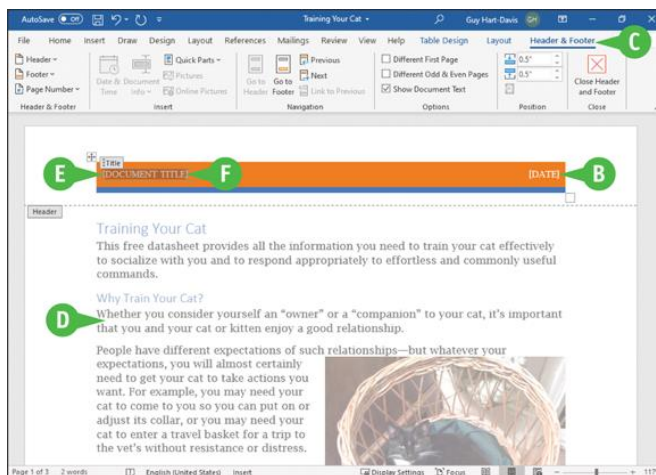 AutoSave Off Training Your Cat Guy Hart-Davis GH
File Home Insert Draw Design Layout References Mailings Review View Help Table Design Layout Header & Footer
C
Header Quick Parts Previous Different First Page 0.5"
Footer Date & Time Document Info Pictures Go to Header Go to Footer Next Different Odd & Even Pages 0.5" Close Header and Footer
Page Number Online Pictures Link to Previous Show Document Text
Header & Footer Insert Navigation Options Position Close
Title
E [DOCUMENT TITLE] F [DATE] B
Header
Training Your Cat
This free datasheet provides all the information you need to train your cat effectively
to socialize with you and to respond appropriately to effortless and commonly useful
commands.
Why Train Your Cat?
D
Whether you consider yourself an “owner” or a “companion” to your cat, it’s important
that you and your cat or kitten enjoy a good relationship.
People have different expectations of such relationships—but whatever your
expectations, you will almost certainly
need to get your cat to take actions you
want. For example, you may need your
cat to come to you so you can put on or
adjust its collar, or you may need your
cat to enter a travel basket for a trip to
the vet’s without resistance or distress.
Page 1 of 3 2 words English (United States) Insert Display Settings Focus